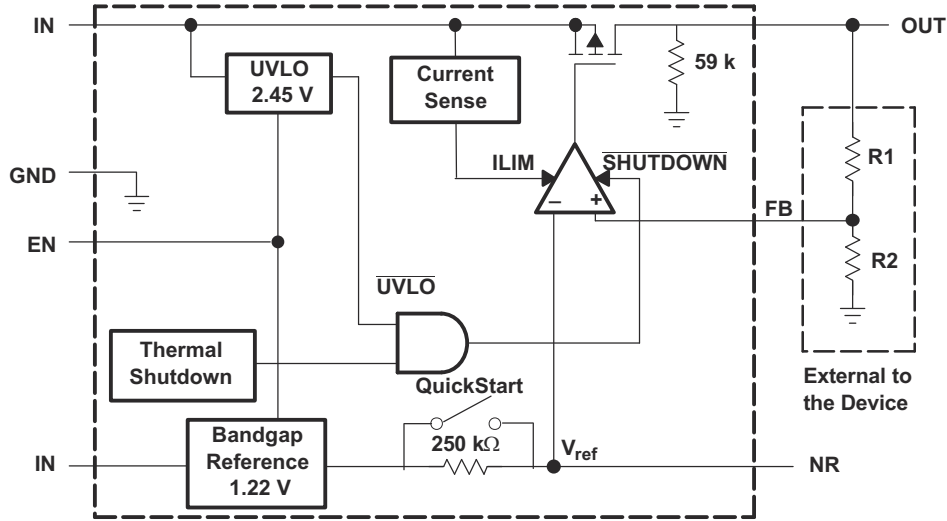 IN
OUT
UVLO
2.45 V
Current
Sense
59 k
GND
ILIM
SHUTDOWN
R1
– +
FB
EN
R2
UVLO
Thermal
Shutdown
QuickStart
External to
the Device
IN
Bandgap
Reference
1.22 V
250 kΩ
Vref
NR